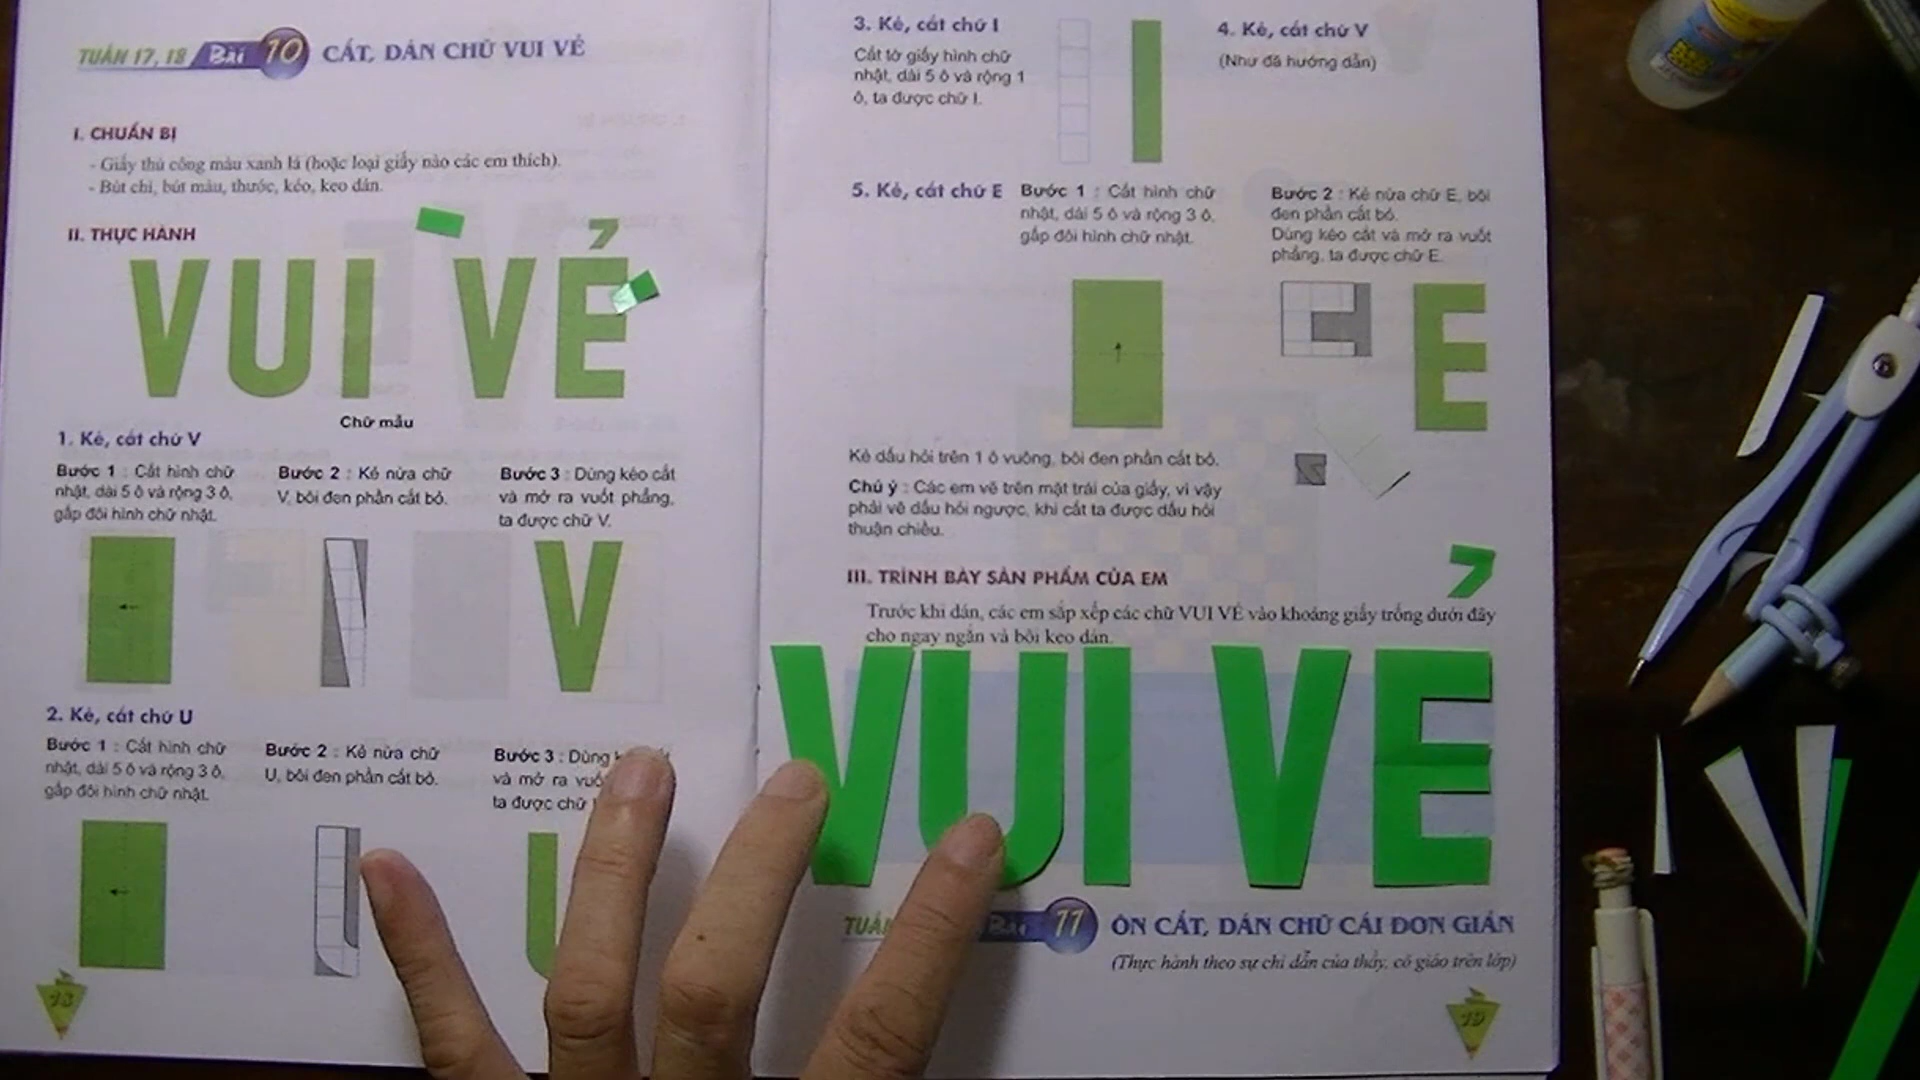 TUẦN 17, 18 Bài 10 CẮT, DÁN CHỮ VUI VẺ
I. CHUẨN BỊ
- Giấy thủ công màu xanh lá (hoặc loại giấy nào các em thích).
- Bút chì, bút màu, thước, kéo, keo dán.
II. THỰC HÀNH
VUI VẺ
Chữ mẫu
1. Kẻ, cắt chữ V
Bước 1 : Cắt hình chữ
nhật, dài 5 ô và rộng 3 ô,
gấp đôi hình chữ nhật.
Bước 2 : Kẻ nửa chữ
V, bôi đen phần cắt bỏ.
Bước 3 : Dùng kéo cắt
và mở ra vuốt phẳng,
ta được chữ V.
V
2. Kẻ, cắt chữ U
Bước 1 : Cắt hình chữ
nhật, dài 5 ô và rộng 3 ô,
gấp đôi hình chữ nhật.
Bước 2 : Kẻ nửa chữ
U, bôi đen phần cắt bỏ.
Bước 3 : Dùng
và mở ra
ta được chữ
18
3. Kẻ, cắt chữ I
Cắt tờ giấy hình chữ
nhật, dài 5 ô và rộng 1
ô, ta được chữ I.
I
4. Kẻ, cắt chữ V
(Như đã hướng dẫn)
5. Kẻ, cắt chữ E
Bước 1 : Cắt hình chữ
nhật, dài 5 ô và rộng 3 ô,
gấp đôi hình chữ nhật.
Bước 2 : Kẻ nửa chữ E, bôi
đen phần cắt bỏ.
Dùng kéo cắt và mở ra vuốt
phẳng, ta được chữ E.
E
Kẻ dấu hỏi trên 1 ô vuông, bôi đen phần cắt bỏ.
Chú ý : Các em vẽ trên mặt trái của giấy, vì vậy
phải vẽ dấu hỏi ngược, khi cắt ta được dấu hỏi
thuận chiều.
III. TRÌNH BÀY SẢN PHẨM CỦA EM
Trước khi dán, các em sắp xếp các chữ VUI VẺ vào khoảng giấy trống dưới đây
cho ngay ngắn và bôi keo dán.
VUI VẺ
Bài 11 ÔN CẮT, DÁN CHỮ CÁI ĐƠN GIẢN
(Thực hành theo sự chỉ dẫn của thầy, cô giáo trên lớp)
19